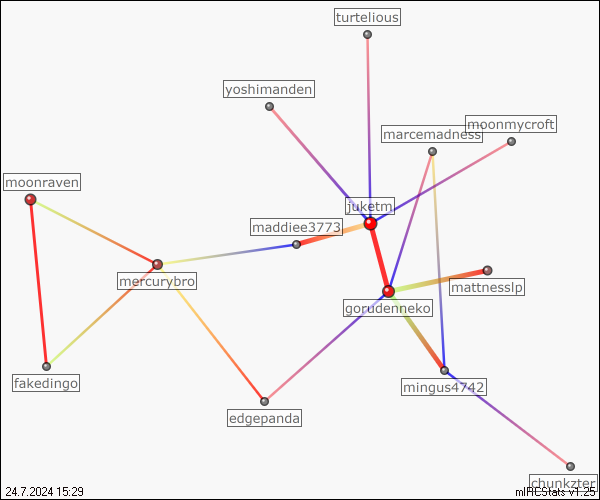 turtelious
yoshimanden
moonmycroft
marcemadness
moonraven
juketm
maddiee3773
mercurybro
mattnesslp
gorudenneko
fakedingo
mingus4742
edgepanda
chunkzter
24.7.2024 15:29
mIRCStats v1.25